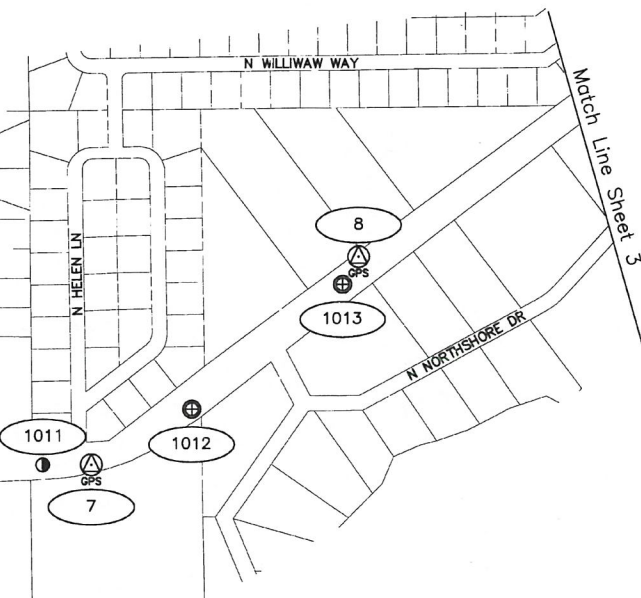 N WILLIWAW WAY
Match Line Sheet 3
8
GPS
N HELEN LN
1013
N NORTHSHORE DR
1011
1012
GPS
7